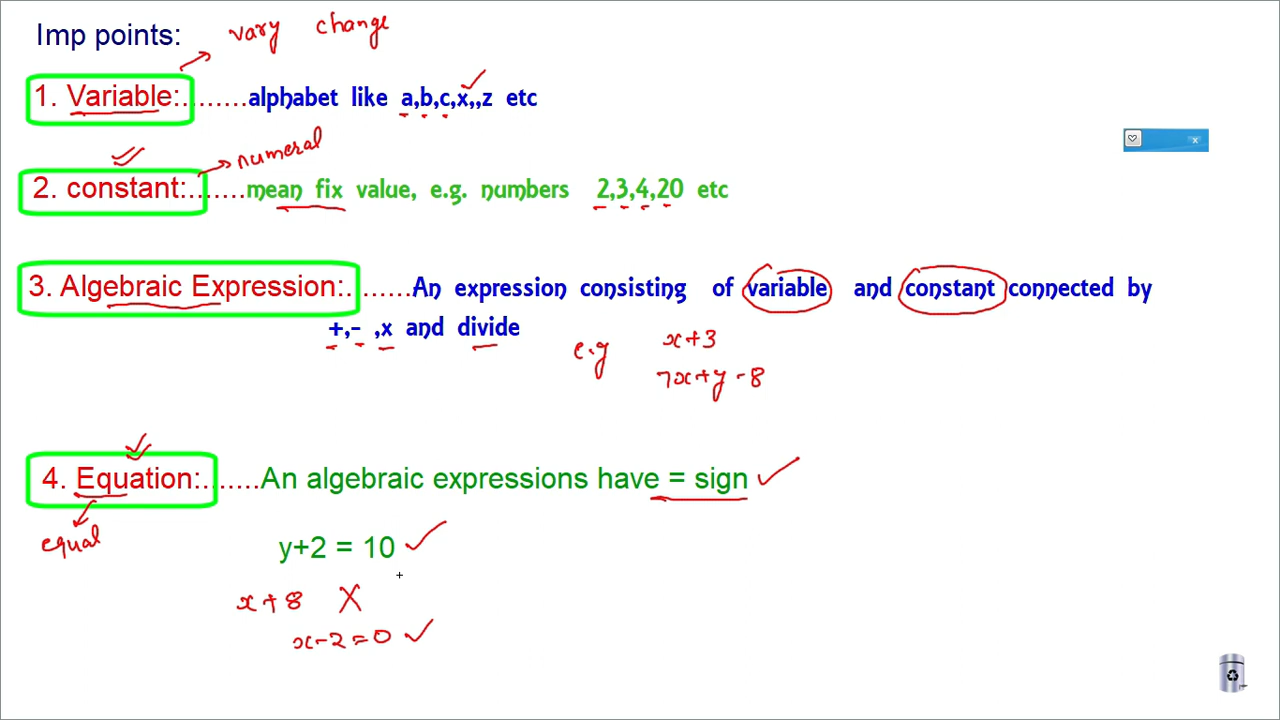 Imp points:
vary change
1. Variable:........alphabet like a,b,c,x,,z etc
numeral
2. constant:.......mean fix value, e.g. numbers 2,3,4,20 etc
3. Algebraic Expression:........An expression consisting of variable and constant connected by
+,- ,x and divide
e.g x+3
7x+y-8
4. Equation:.......An algebraic expressions have = sign
equal
y+2 = 10
x+8 X
x-2=0